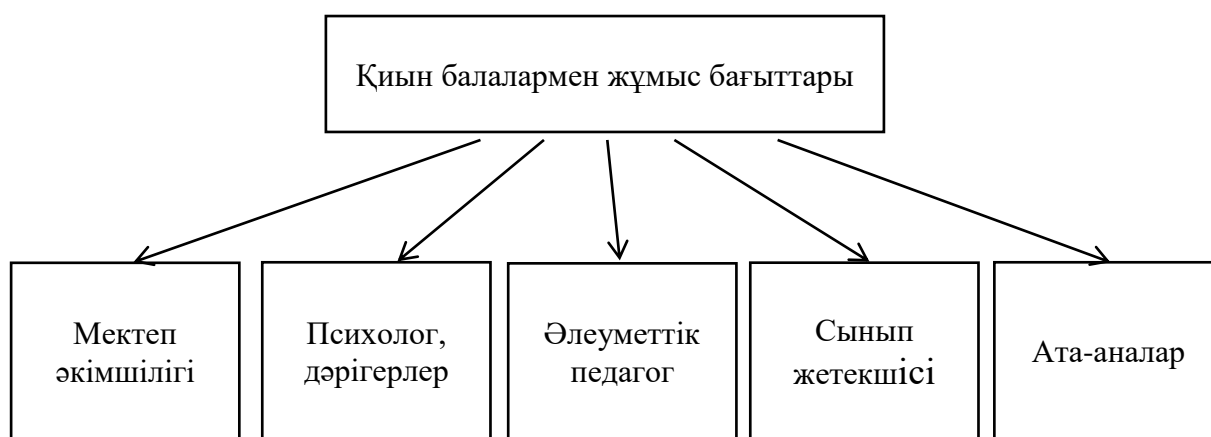 Қиын балалармен жұмыс бағыттары
Мектеп
әкімшілігі
Психолог,
дәрігерлер
Әлеуметтік
педагог
Сынып
жетекшісі
Ата-аналар